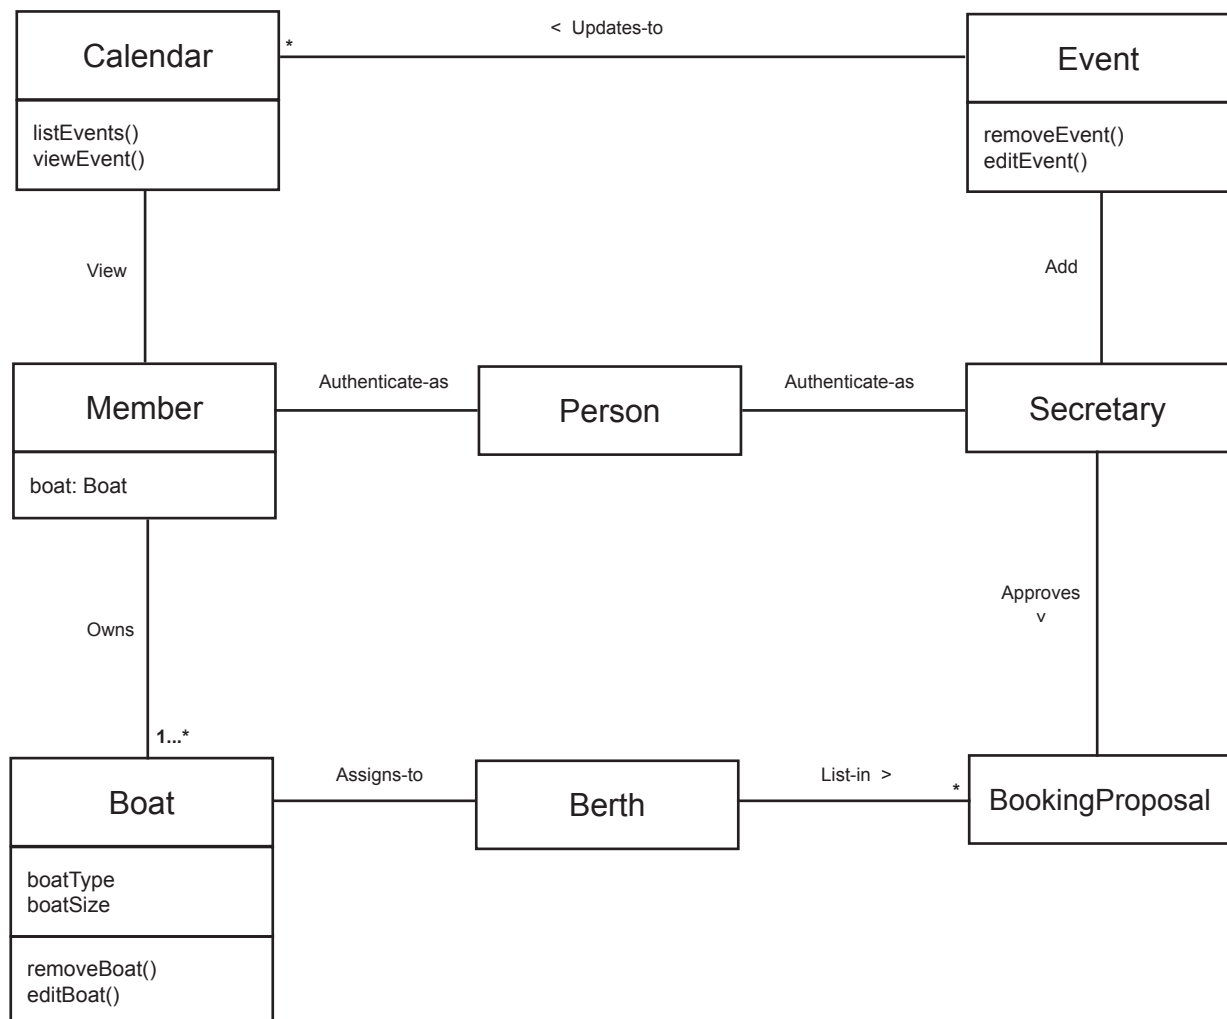 Calendar
*
< Updates-to
Event
listEvents()
viewEvent()
removeEvent()
editEvent()
View
Add
Member
Authenticate-as
Person
Authenticate-as
Secretary
boat: Boat
Owns
Approves
v
1...*
Boat
Assigns-to
Berth
List-in >
*
BookingProposal
boatType
boatSize
removeBoat()
editBoat()